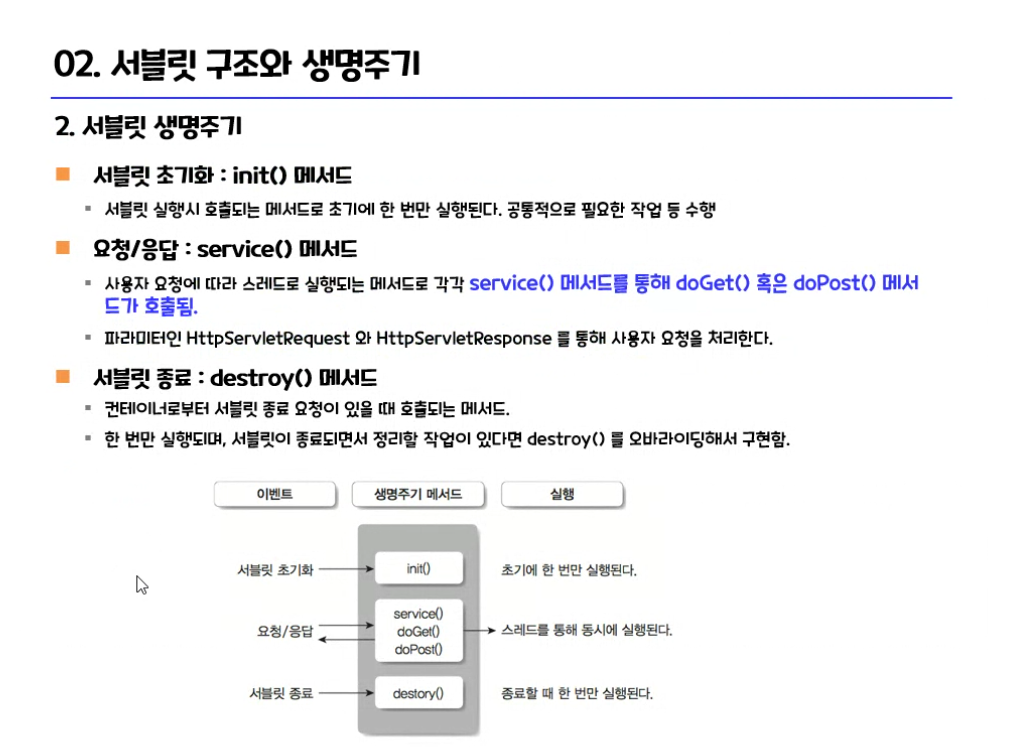 02. 서블릿 구조와 생명주기
2. 서블릿 생명주기
서블릿 초기화 : init() 메서드
서블릿 실행시 호출되는 메서드로 초기에 한 번만 실행된다. 공통적으로 필요한 작업 등 수행
요청/응답 : service() 메서드
사용자 요청에 따라 스레드로 실행되는 메서드로 각각 service() 메서드를 통해 doGet() 혹은 doPost() 메서
드가 호출됨.
파라미터인 HttpServletRequest 와 HttpServletResponse 를 통해 사용자 요청을 처리한다.
서블릿 종료 : destroy() 메서드
컨테이너로부터 서블릿 종료 요청이 있을 때 호출되는 메서드.
한 번만 실행되며, 서블릿이 종료되면서 정리할 작업이 있다면 destroy() 를 오바라이딩해서 구현함.
이벤트 생명주기 메서드 실행
서블릿 초기화 init() 초기에 한 번만 실행된다.
service()
요청/응답 doGet() 스레드를 통해 동시에 실행된다.
doPost()
서블릿 종료 destory() 종료할 때 한 번만 실행된다.